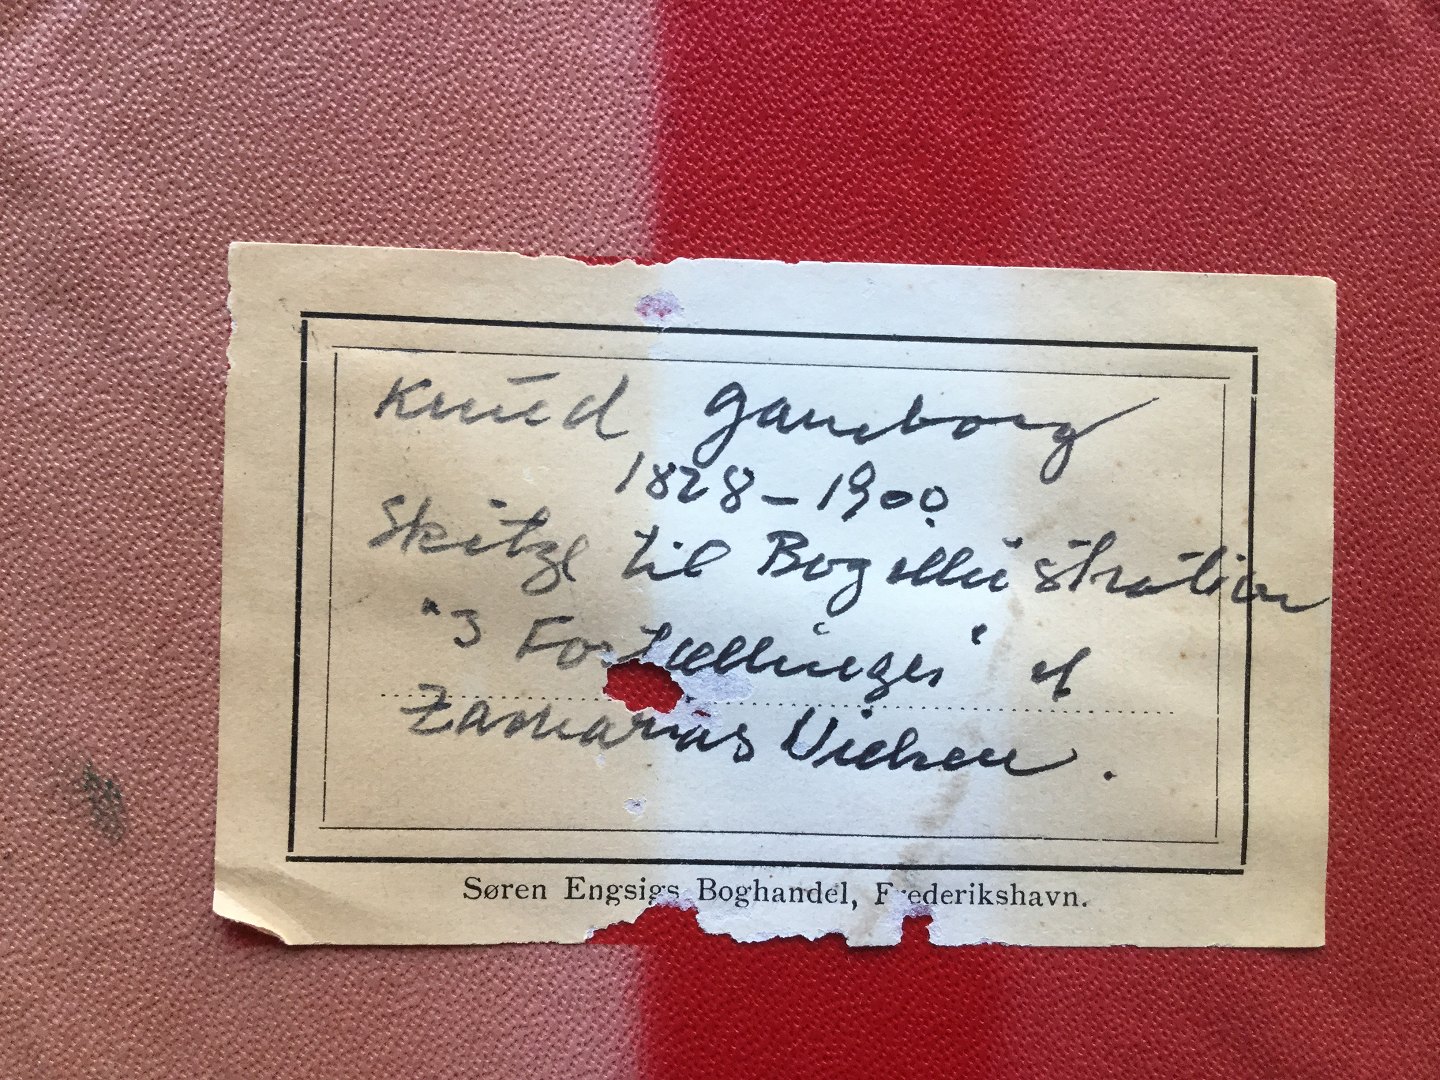 Knud Gamborg
1828-1900
Skitze til Bogillustration
"3 Fortællinger" af
Zacharias Nielsen.
Søren Engsigs Boghandel, Frederikshavn.